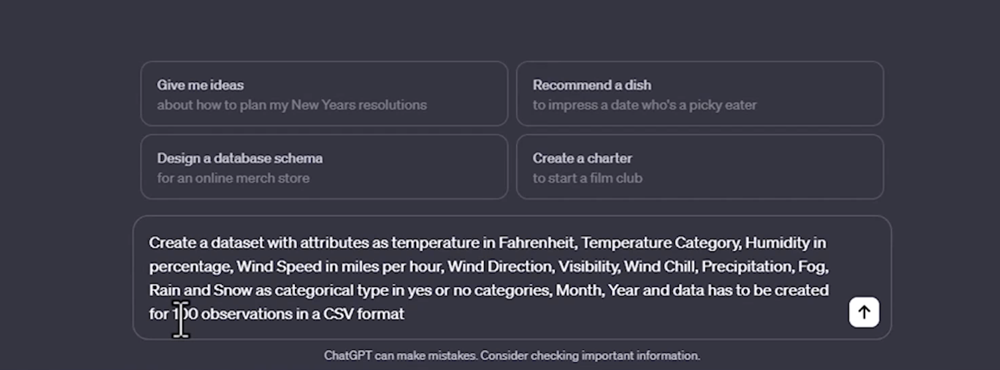 Give me ideas
about how to plan my New Years resolutions
Recommend a dish
to impress a date who's a picky eater
Design a database schema
for an online merch store
Create a charter
to start a film club
Create a dataset with attributes as temperature in Fahrenheit, Temperature Category, Humidity in
percentage, Wind Speed in miles per hour, Wind Direction, Visibility, Wind Chill, Precipitation, Fog,
Rain and Snow as categorical type in yes or no categories, Month, Year and data has to be created
for 100 observations in a CSV format
ChatGPT can make mistakes. Consider checking important information.